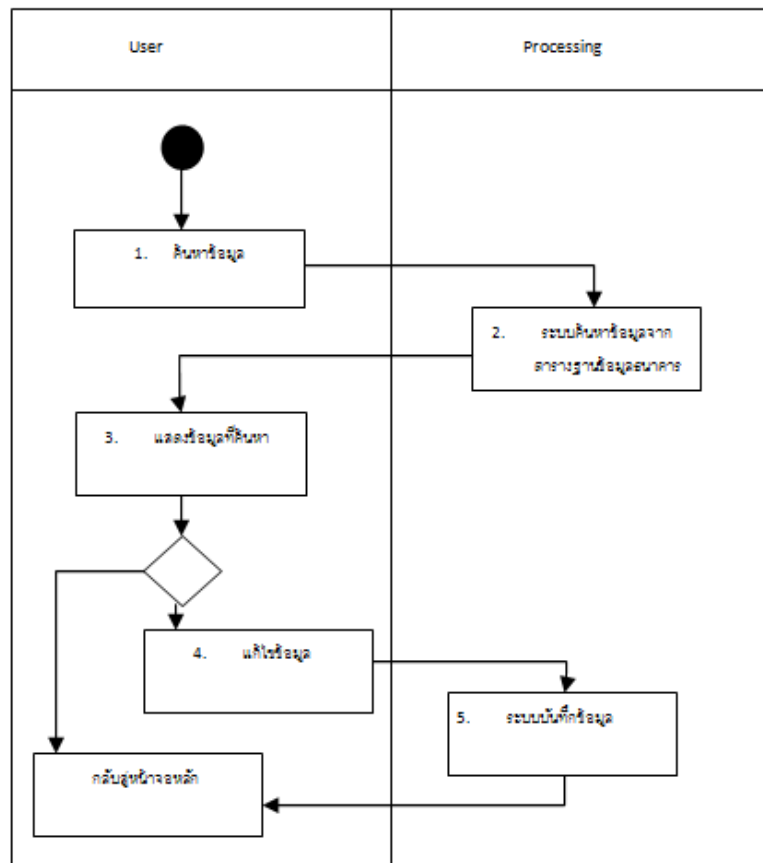 User
Processing
1. ค้นหาข้อมูล
2. ระบบค้นหาข้อมูลจาก
ตารางฐานข้อมูลธนาคาร
3. แสดงข้อมูลที่ค้นหา
4. แก้ไขข้อมูล
5. ระบบบันทึกข้อมูล
กลับสู่หน้าจอหลัก